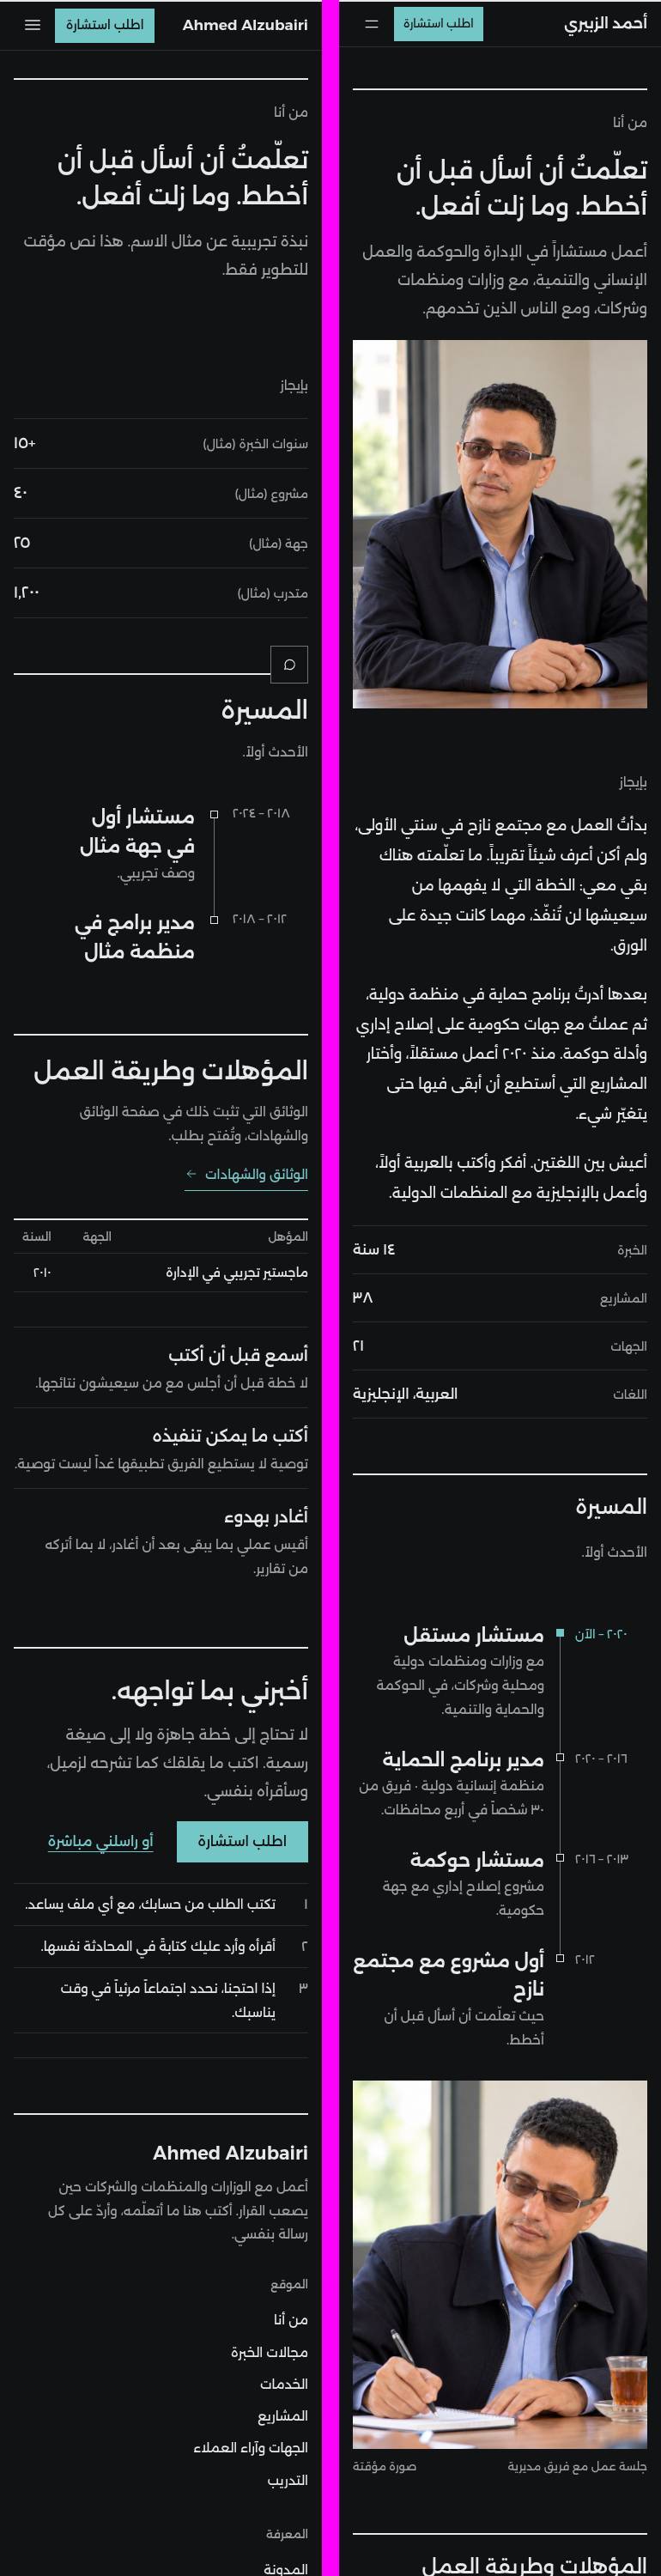 Ahmed Alzubairi
اطلب استشارة
من أنا
تعلّمتُ أن أسأل قبل أن
أخطط. وما زلت أفعل.
نبذة تجريبية عن مثال الاسم. هذا نص مؤقت
للتطوير فقط.
بإيجاز
سنوات الخبرة (مثال)
+١٥
مشروع (مثال)
٤٠
جهة (مثال)
٢٥
متدرب (مثال)
١٬٢٠٠
المسيرة
الأحدث أولاً.
٢٠١٨ – ٢٠٢٤
مستشار أول
في جهة مثال
وصف تجريبي.
٢٠١٢ – ٢٠١٨
مدير برامج في
منظمة مثال
المؤهلات وطريقة العمل
الوثائق التي تثبت ذلك في صفحة الوثائق
والشهادات، وتُفتح بطلب.
الوثائق والشهادات ←
المؤهل
الجهة
السنة
ماجستير تجريبي في الإدارة
٢٠١٠
أسمع قبل أن أكتب
لا خطة قبل أن أجلس مع من سيعيشون نتائجها.
أكتب ما يمكن تنفيذه
توصية لا يستطيع الفريق تطبيقها غداً ليست توصية.
أغادر بهدوء
أقيس عملي بما يبقى بعد أن أغادر، لا بما أتركه
من تقارير.
أخبرني بما تواجهه.
لا تحتاج إلى خطة جاهزة ولا إلى صيغة
رسمية. اكتب ما يقلقك كما تشرحه لزميل،
وسأقرأه بنفسي.
اطلب استشارة
أو راسلني مباشرة
١ تكتب الطلب من حسابك، مع أي ملف يساعد.
٢ أقرأه وأرد عليك كتابةً في المحادثة نفسها.
٣ إذا احتجنا، نحدد اجتماعاً مرئياً في وقت
يناسبك.
Ahmed Alzubairi
أعمل مع الوزارات والمنظمات والشركات حين
يصعب القرار. أكتب هنا ما أتعلّمه، وأردّ على كل
رسالة بنفسي.
الموقع
من أنا
مجالات الخبرة
الخدمات
المشاريع
الجهات وآراء العملاء
التدريب
المعرفة
المدونة
أحمد الزبيري
اطلب استشارة
من أنا
تعلّمتُ أن أسأل قبل أن
أخطط. وما زلت أفعل.
أعمل مستشاراً في الإدارة والحوكمة والعمل
الإنساني والتنمية، مع وزارات ومنظمات
وشركات، ومع الناس الذين تخدمهم.
بإيجاز
بدأتُ العمل مع مجتمع نازح في سنتي الأولى،
ولم أكن أعرف شيئاً تقريباً. ما تعلّمته هناك
بقي معي: الخطة التي لا يفهمها من
سيعيشها لن تُنفّذ، مهما كانت جيدة على
الورق.
بعدها أدرتُ برنامج حماية في منظمة دولية،
ثم عملتُ مع جهات حكومية على إصلاح إداري
وأدلة حوكمة. منذ ٢٠٢٠ أعمل مستقلاً، وأختار
المشاريع التي أستطيع أن أبقى فيها حتى
يتغيّر شيء.
أعيش بين اللغتين. أفكر وأكتب بالعربية أولاً،
وأعمل بالإنجليزية مع المنظمات الدولية.
الخبرة
١٤ سنة
المشاريع
٣٨
الجهات
٢١
اللغات
العربية، الإنجليزية
المسيرة
الأحدث أولاً.
٢٠٢٠ – الآن
مستشار مستقل
مع وزارات ومنظمات دولية
ومحلية وشركات، في الحوكمة
والحماية والتنمية.
٢٠١٦ – ٢٠٢٠
مدير برنامج الحماية
منظمة إنسانية دولية · فريق من
٣٠ شخصاً في أربع محافظات.
٢٠١٣ – ٢٠١٦
مستشار حوكمة
مشروع إصلاح إداري مع جهة
حكومية.
٢٠١٢
أول مشروع مع مجتمع
نازح
حيث تعلّمت أن أسأل قبل أن
أخطط.
جلسة عمل مع فريق مديرية
صورة مؤقتة
المؤهلات وطريقة العمل